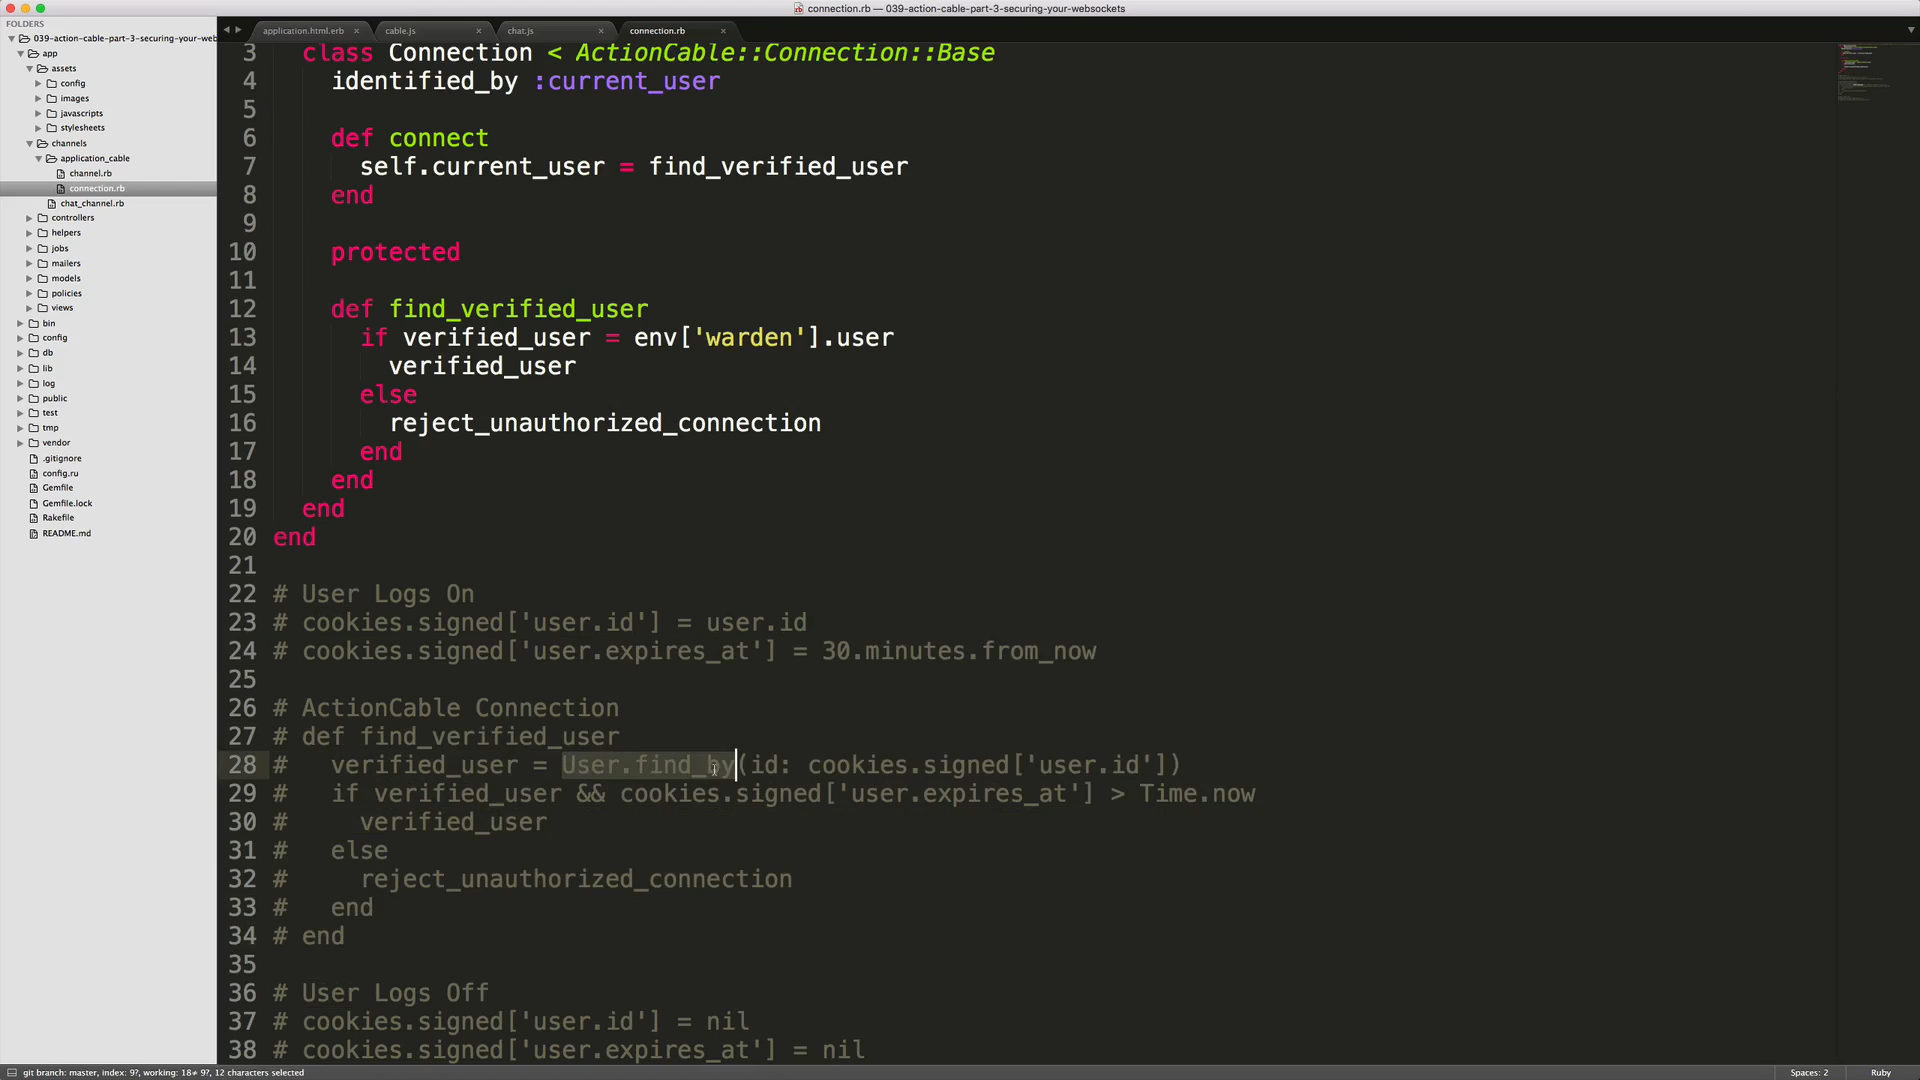 connection.rb — 039-action-cable-part-3-securing-your-websockets
FOLDERS
039-action-cable-part-3-securing-your-web
app
assets
config
images
javascripts
stylesheets
channels
application_cable
channel.rb
connection.rb
chat_channel.rb
controllers
helpers
jobs
mailers
models
policies
views
bin
config
db
lib
log
public
test
tmp
vendor
.gitignore
config.ru
Gemfile
Gemfile.lock
Rakefile
README.md
application.html.erb
cable.js
chat.js
connection.rb
3 class Connection < ActionCable::Connection::Base
4 identified_by :current_user
5
6 def connect
7 self.current_user = find_verified_user
8 end
9
10 protected
11
12 def find_verified_user
13 if verified_user = env['warden'].user
14 verified_user
15 else
16 reject_unauthorized_connection
17 end
18 end
19 end
20 end
21
22 # User Logs On
23 # cookies.signed['user.id'] = user.id
24 # cookies.signed['user.expires_at'] = 30.minutes.from_now
25
26 # ActionCable Connection
27 # def find_verified_user
28 # verified_user = User.find_by(id: cookies.signed['user.id'])
29 # if verified_user && cookies.signed['user.expires_at'] > Time.now
30 # verified_user
31 # else
32 # reject_unauthorized_connection
33 # end
34 # end
35
36 # User Logs Off
37 # cookies.signed['user.id'] = nil
38 # cookies.signed['user.expires_at'] = nil
git branch: master, index: 9?, working: 18≠ 9?, 12 characters selected
Spaces: 2
Ruby